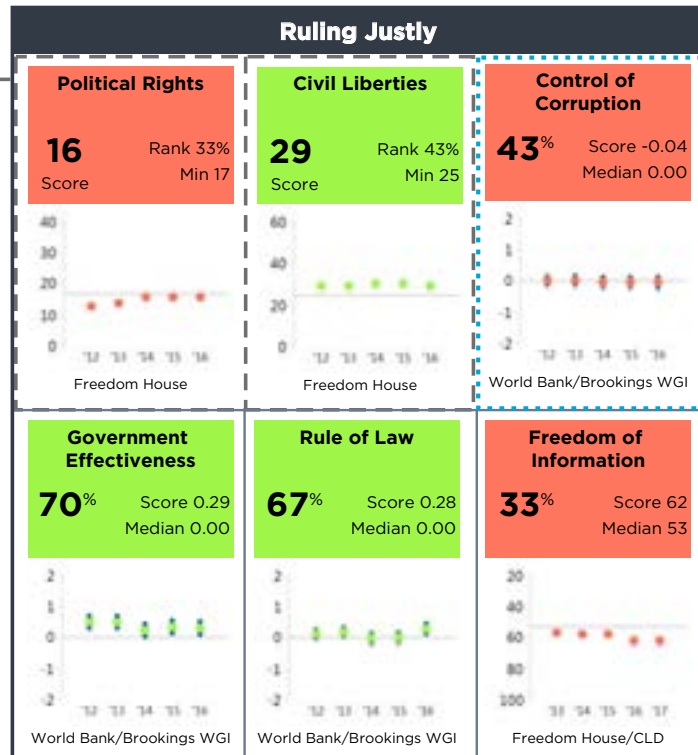 Ruling Justly
Political Rights
16
Score
Rank 33%
Min 17
40
30
20
10
0
'12 '13 '14 '15 '16
Freedom House
Civil Liberties
29
Score
Rank 43%
Min 25
60
40
20
0
'12 '13 '14 '15 '16
Freedom House
Control of
Corruption
43%
Score -0.04
Median 0.00
2
1
0
-1
-2
'12 '13 '14 '15 '16
World Bank/Brookings WGI
Government
Effectiveness
70%
Score 0.29
Median 0.00
2
1
0
-1
-2
'12 '13 '14 '15 '16
World Bank/Brookings WGI
Rule of Law
67%
Score 0.28
Median 0.00
2
1
0
-1
-2
'12 '13 '14 '15 '16
World Bank/Brookings WGI
Freedom of
Information
33%
Score 62
Median 53
20
40
60
80
100
'13 '14 '15 '16 '17
Freedom House/CLD